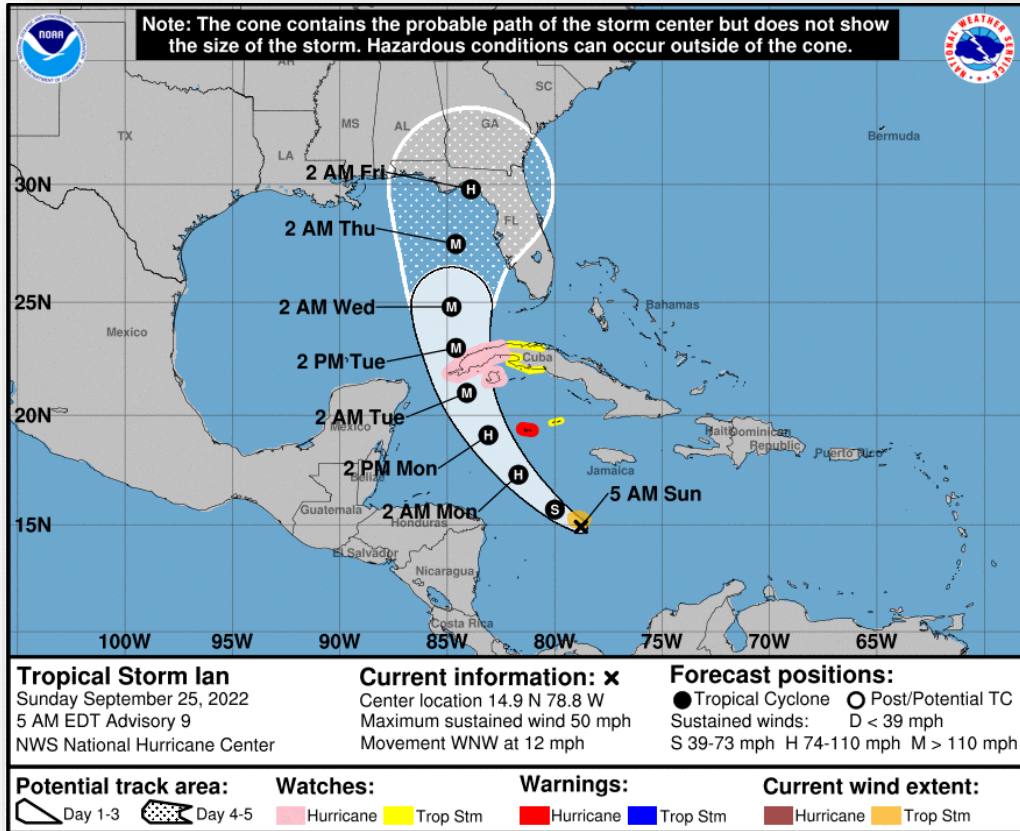 Note: The cone contains the probable path of the storm center but does not show
the size of the storm. Hazardous conditions can occur outside of the cone.
NOAA
NATIONAL WEATHER SERVICE
AR
SC
TX
MS
AL
GA
LA
Bermuda
30N
2 AM Fri
FL
2 AM Thu
25N
2 AM Wed
Bahamas
Mexico
2 PM Tue
Cuba
20N
2 AM Tue
Mexico
Haiti
Dominican
Republic
Puerto Rico
2 PM Mon
Belize
Jamaica
5 AM Sun
2 AM Mon
Guatemala
15N
Honduras
El Salvador
Nicaragua
Costa Rica
100W 95W 90W 85W 80W 75W 70W 65W
H
M
M
M
M
H
H
S
Tropical Storm Ian
Sunday September 25, 2022
5 AM EDT Advisory 9
NWS National Hurricane Center
Current information: ×
Center location 14.9 N 78.8 W
Maximum sustained wind 50 mph
Movement WNW at 12 mph
Forecast positions:
Tropical Cyclone Post/Potential TC
Sustained winds: D < 39 mph
S 39-73 mph H 74-110 mph M > 110 mph
Potential track area:
Day 1-3 Day 4-5
Watches:
Hurricane Trop Stm
Warnings:
Hurricane Trop Stm
Current wind extent:
Hurricane Trop Stm